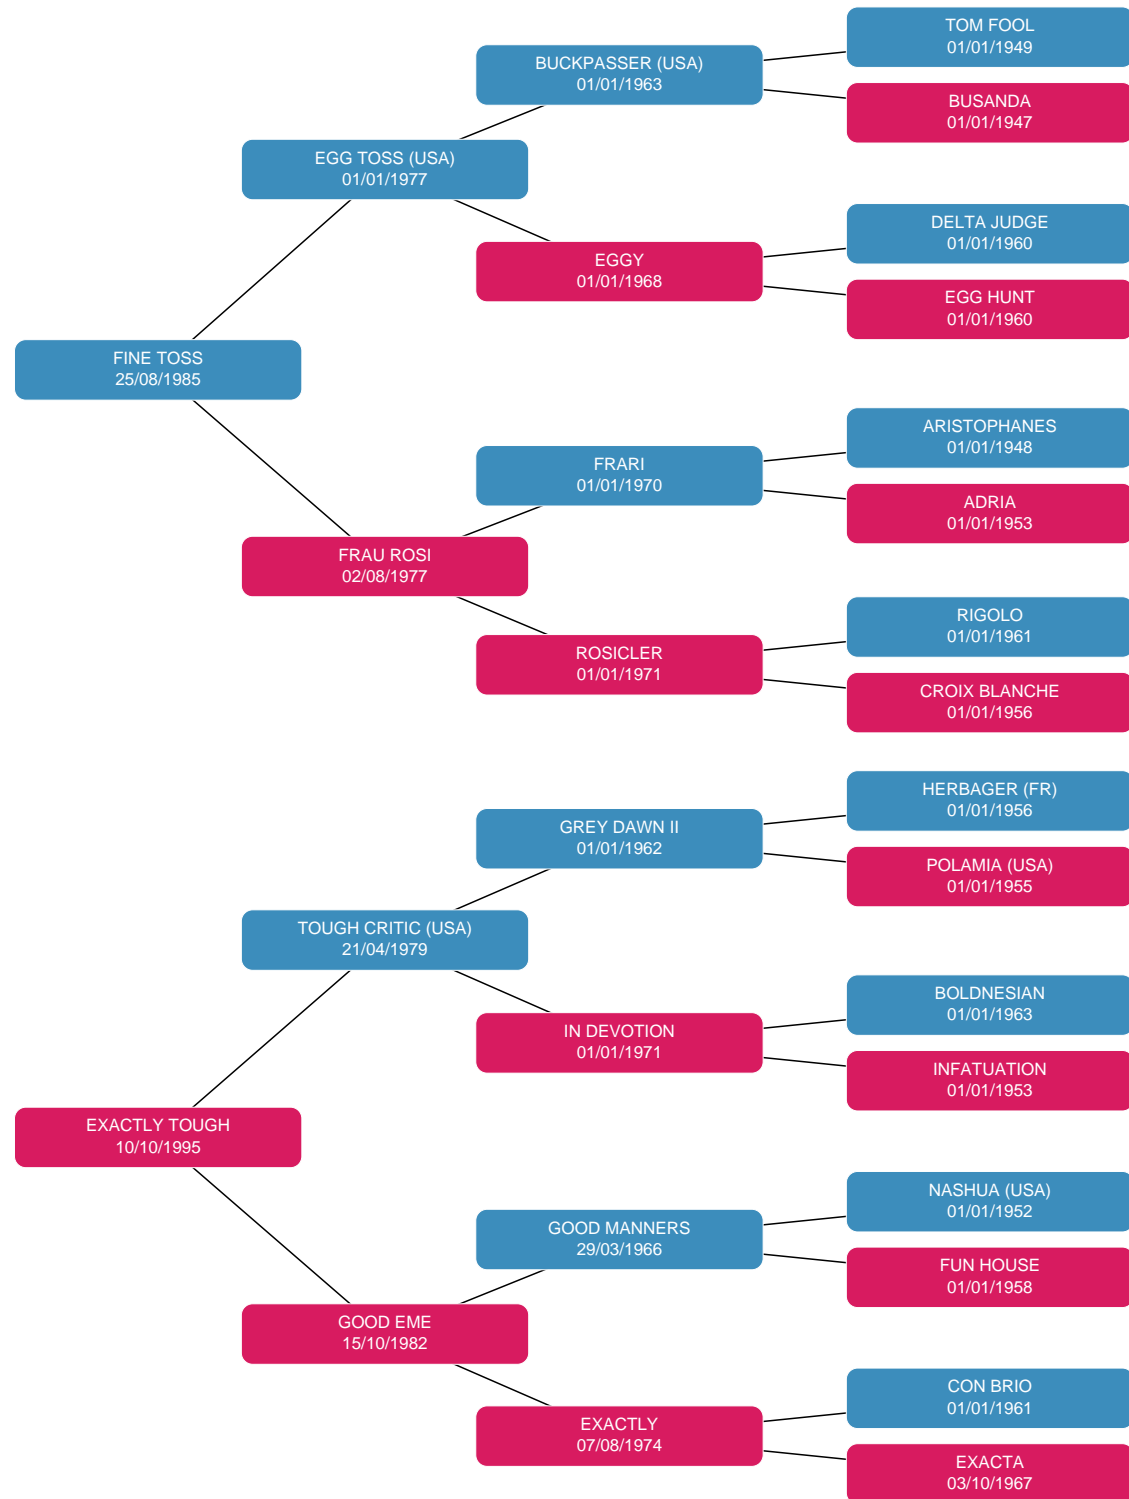 TOM FOOL
01/01/1949
BUCKPASSER (USA)
01/01/1963
BUSANDA
01/01/1947
EGG TOSS (USA)
01/01/1977
DELTA JUDGE
01/01/1960
EGGY
01/01/1968
EGG HUNT
01/01/1960
FINE TOSS
25/08/1985
ARISTOPHANES
01/01/1948
FRARI
01/01/1970
ADRIA
01/01/1953
FRAU ROSI
02/08/1977
RIGOLO
01/01/1961
ROSICLER
01/01/1971
CROIX BLANCHE
01/01/1956
HERBAGER (FR)
01/01/1956
GREY DAWN II
01/01/1962
POLAMIA (USA)
01/01/1955
TOUGH CRITIC (USA)
21/04/1979
BOLDNESIAN
01/01/1963
IN DEVOTION
01/01/1971
INFATUATION
01/01/1953
EXACTLY TOUGH
10/10/1995
NASHUA (USA)
01/01/1952
GOOD MANNERS
29/03/1966
FUN HOUSE
01/01/1958
GOOD EME
15/10/1982
CON BRIO
01/01/1961
EXACTLY
07/08/1974
EXACTA
03/10/1967